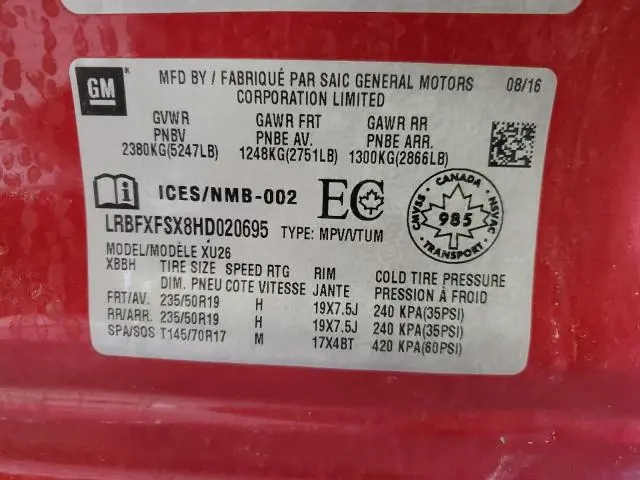 GM MFD BY / FABRIQUÉ PAR SAIC GENERAL MOTORS 08/16
CORPORATION LIMITED
GVWR GAWR FRT GAWR RR
PNBV PNBE AV. PNBE ARR.
2380KG(5247LB) 1248KG(2751LB) 1300KG(2866LB)
ICES/NMB-002 EC
CANADA
CMVSS 985 NSVAC
TRANSPORT
LRBFXFSX8HD020695 TYPE: MPV/VTUM
MODEL/MODÈLE XU26
XBBH TIRE SIZE SPEED RTG RIM COLD TIRE PRESSURE
DIM. PNEU COTE VITESSE JANTE PRESSION À FROID
FRT/AV. 235/50R19 H 19X7.5J 240 KPA(35PSI)
RR/ARR. 235/50R19 H 19X7.5J 240 KPA(35PSI)
SPA/SOS T145/70R17 M 17X4BT 420 KPA(60PSI)